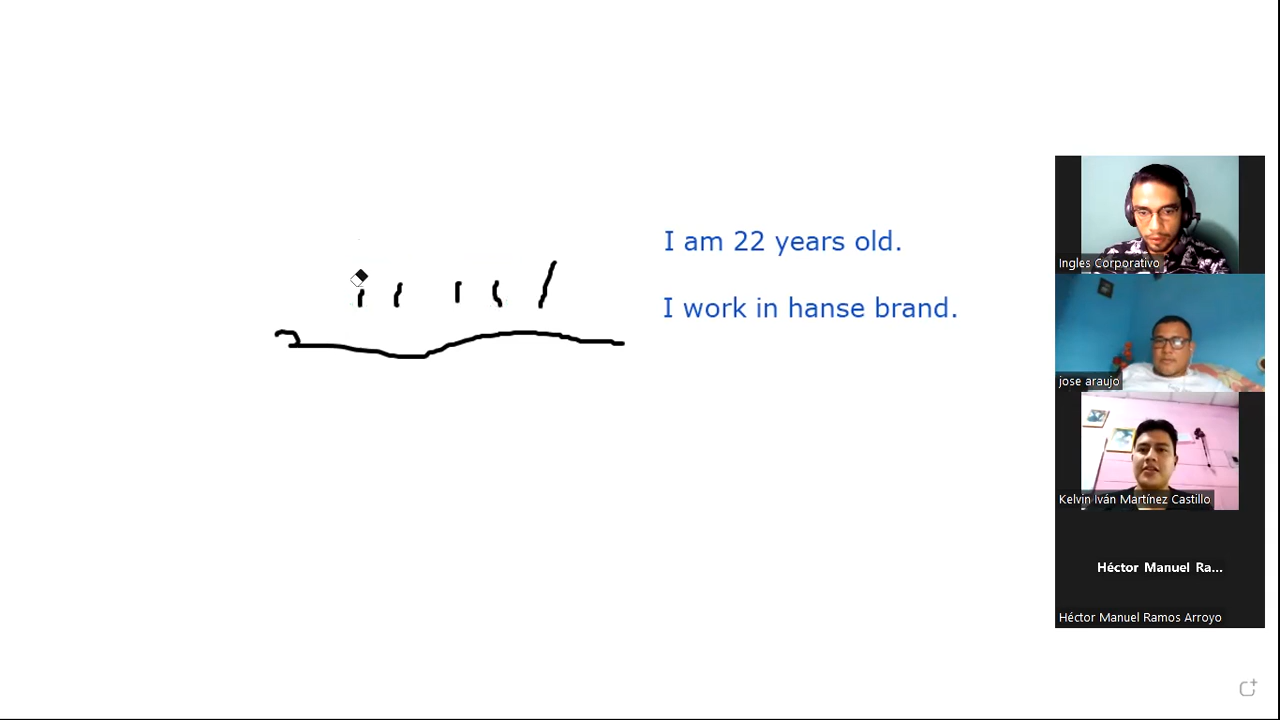 I am 22 years old.
I work in hanse brand.
Ingles Corporativo
jose araujo
Kelvin Iván Martínez Castillo
Héctor Manuel Ra...
Héctor Manuel Ramos Arroyo